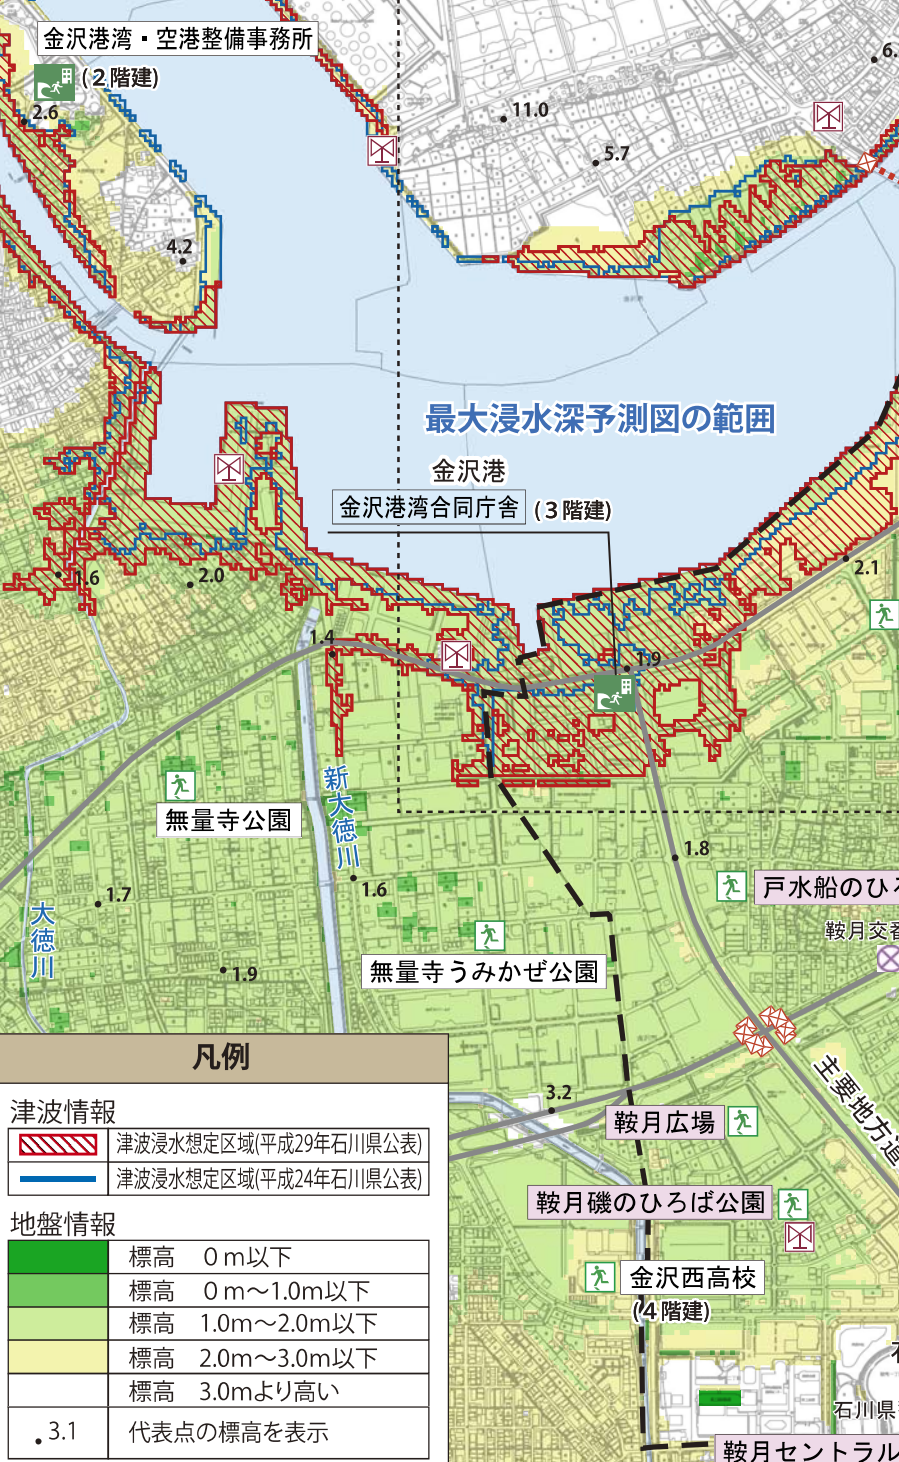 金沢港湾・空港整備事務所
(２階建)
2.6
11.0
6.
5.7
4.2
最大浸水深予測図の範囲
金沢港
金沢港湾合同庁舎 (３階建)
2.1
1.6
2.0
1.4
1.9
新大徳川
無量寺公園
1.8
1.6
1.7
戸水船のひろ
大徳川
鞍月交番
無量寺うみかぜ公園
1.9
主要地方道
3.2
鞍月広場
鞍月磯のひろば公園
金沢西高校
(４階建)
石川県
鞍月セントラル
凡例
津波情報
津波浸水想定区域(平成29年石川県公表)
津波浸水想定区域(平成24年石川県公表)
地盤情報
標高　０ｍ以下
標高　０ｍ～1.0m以下
標高　1.0m～2.0m以下
標高　2.0m～3.0m以下
標高　3.0mより高い
3.1 代表点の標高を表示